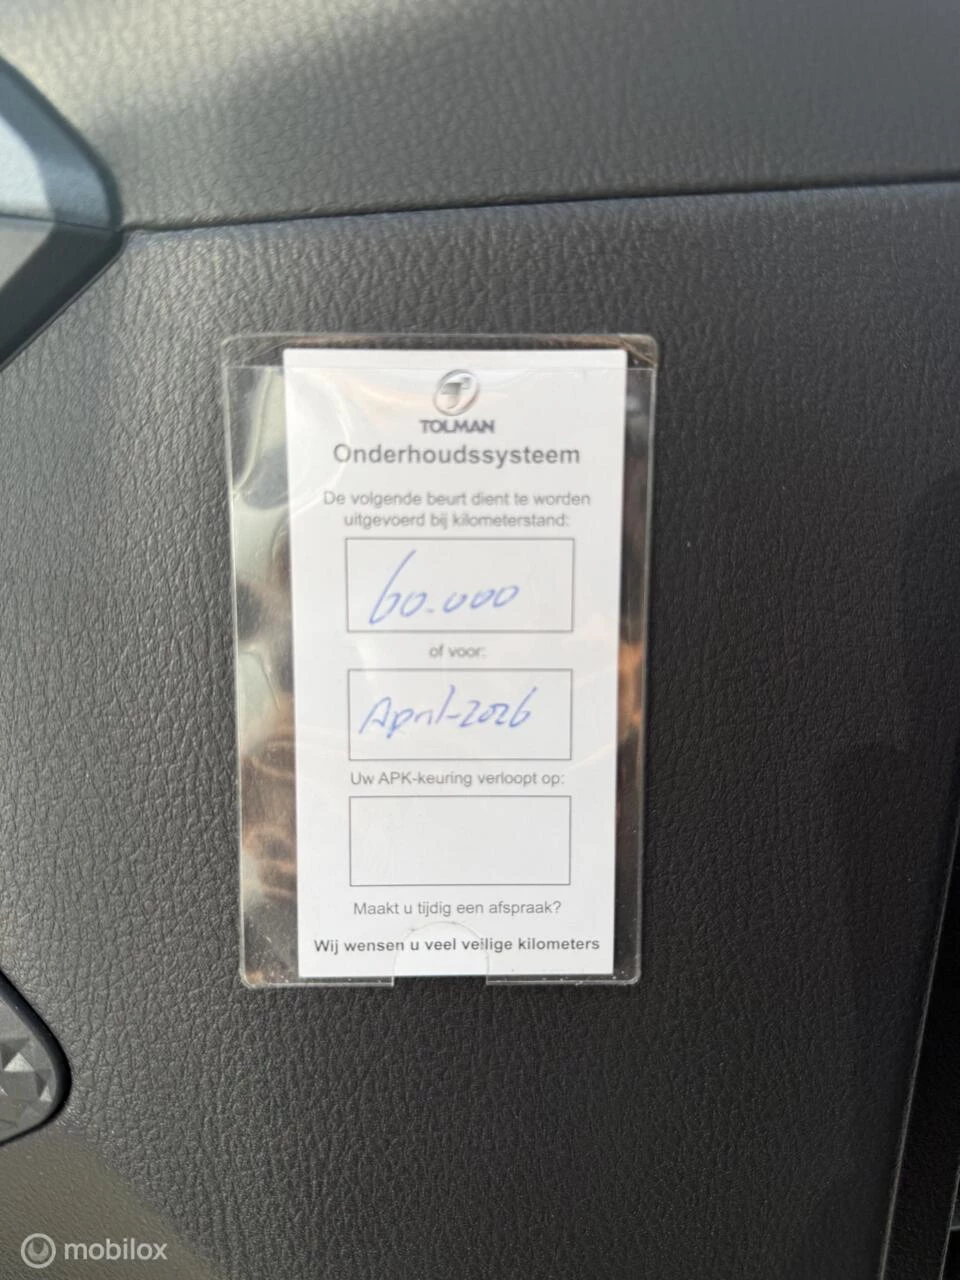 TOLMAN
Onderhoudssysteem
De volgende beurt dient te worden
uitgevoerd bij kilometerstand:
60.000
of voor:
April-2026
Uw APK-keuring verloopt op:
Maakt u tijdig een afspraak?
Wij wensen u veel veilige kilometers
mobilox